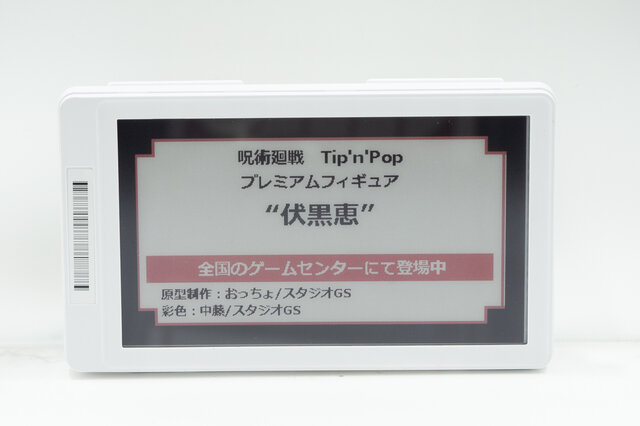 呪術廻戦　Tip'n'Pop
プレミアムフィギュア
“伏黒恵”
全国のゲームセンターにて登場中
原型制作：おっちょ/スタジオGS
彩色：中藤/スタジオGS